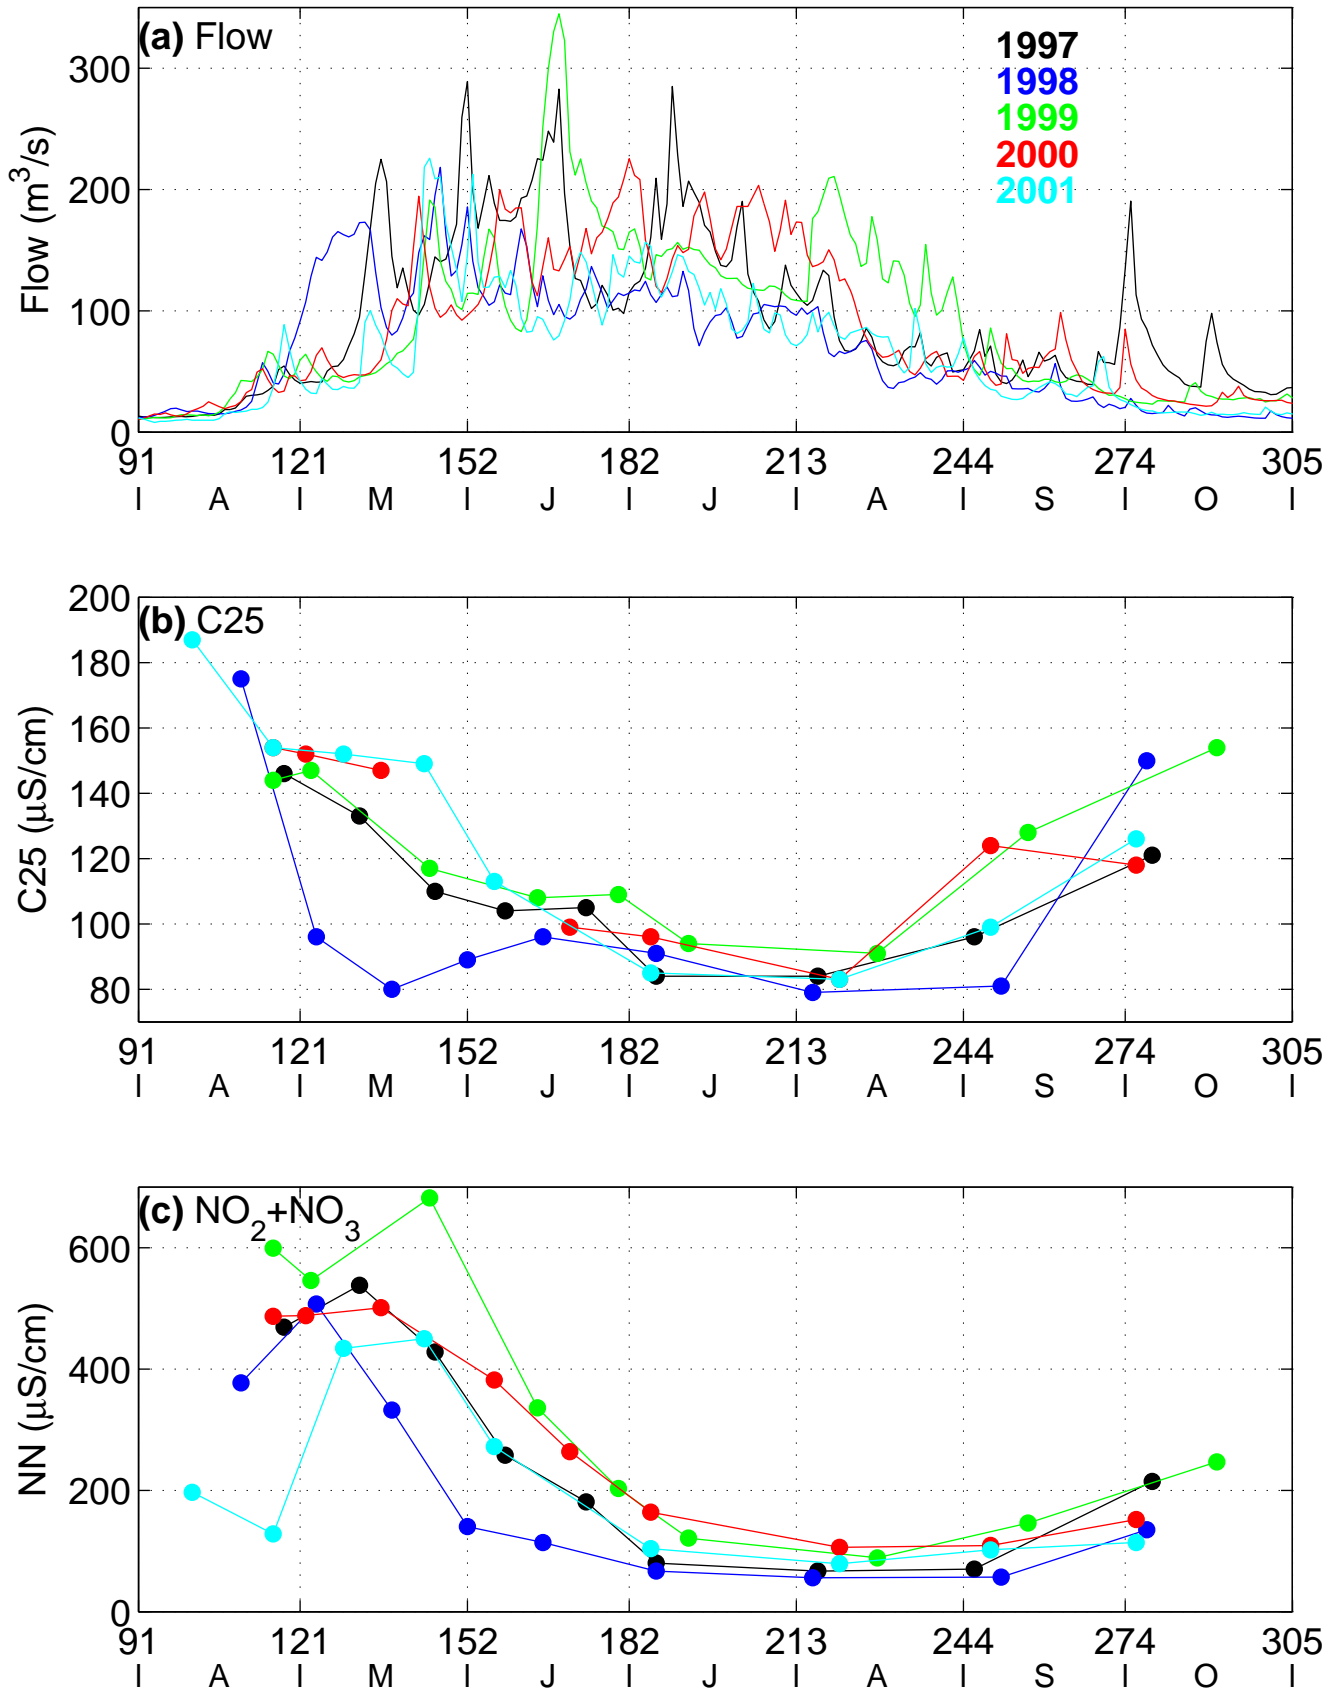 (a) Flow
1997
1998
1999
2000
2001
Flow (m³/s)
300
200
100
0
91 121 152 182 213 244 274 305
I A I M I J I J I A I S I O I
(b) C25
C25 (µS/cm)
200
180
160
140
120
100
80
91 121 152 182 213 244 274 305
I A I M I J I J I A I S I O I
(c) NO₂+NO₃
NN (µS/cm)
600
400
200
0
91 121 152 182 213 244 274 305
I A I M I J I J I A I S I O I